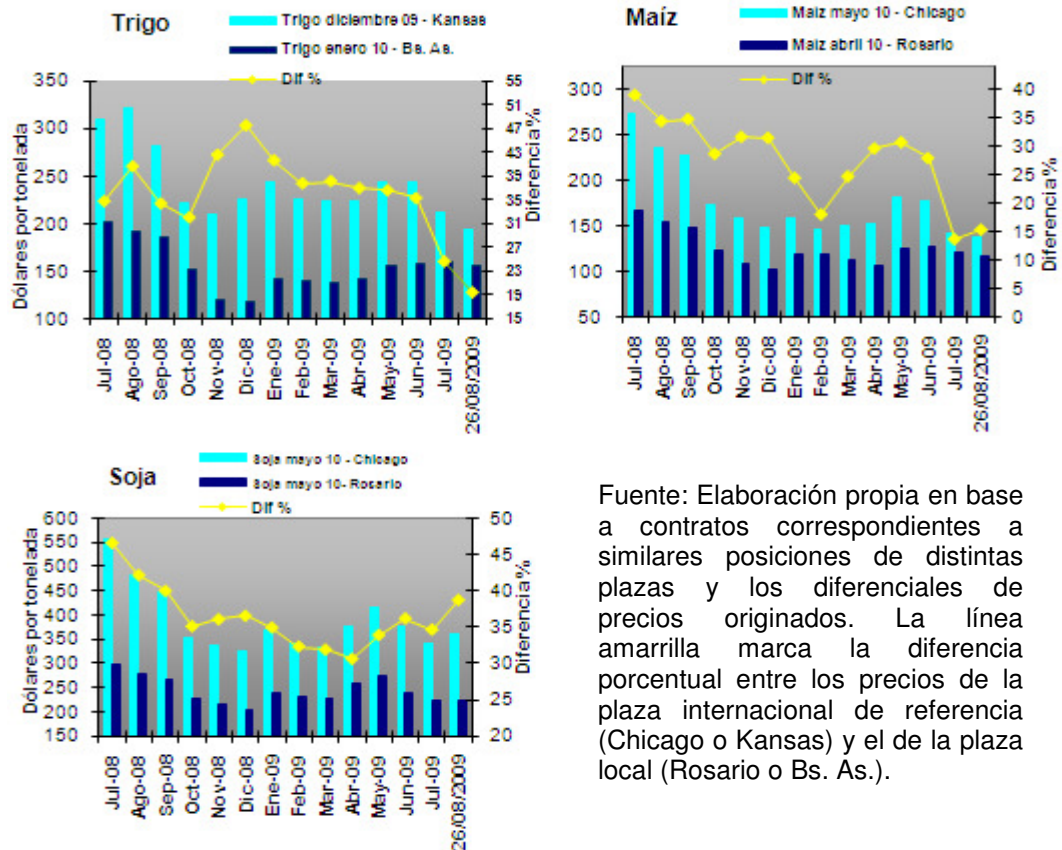 Trigo
Trigo diciembre 09 - Kansas
Trigo enero 10 - Bs. As.
Dif %
350
300
250
200
150
100
Dólares por tonelada
55
51
47
43
39
35
31
27
23
19
15
Diferencia %
Jul-08
Ago-08
Sep-08
Oct-08
Nov-08
Dic-08
Ene-09
Feb-09
Mar-09
Abr-09
May-09
Jun-09
Jul-09
26/08/2009
Maíz
Maiz mayo 10 - Chicago
Maiz abril 10 - Rosario
Dif %
300
250
200
150
100
50
40
35
30
25
20
15
10
5
0
Diferencia %
Jul-08
Ago-08
Sep-08
Oct-08
Nov-08
Dic-08
Ene-09
Feb-09
Mar-09
Abr-09
May-09
Jun-09
Jul-09
26/08/2009
Soja
Soja mayo 10 - Chicago
Soja mayo 10- Rosario
Dif %
600
550
500
450
400
350
300
250
200
150
Dólares por tonelada
50
45
40
35
30
25
20
Diferencia %
Jul-08
Ago-08
Sep-08
Oct-08
Nov-08
Dic-08
Ene-09
Feb-09
Mar-09
Abr-09
May-09
Jun-09
Jul-09
26/08/2009
Fuente: Elaboración propia en base
a contratos correspondientes a
similares posiciones de distintas
plazas y los diferenciales de
precios originados. La línea
amarrilla marca la diferencia
porcentual entre los precios de la
plaza internacional de referencia
(Chicago o Kansas) y el de la plaza
local (Rosario o Bs. As.).